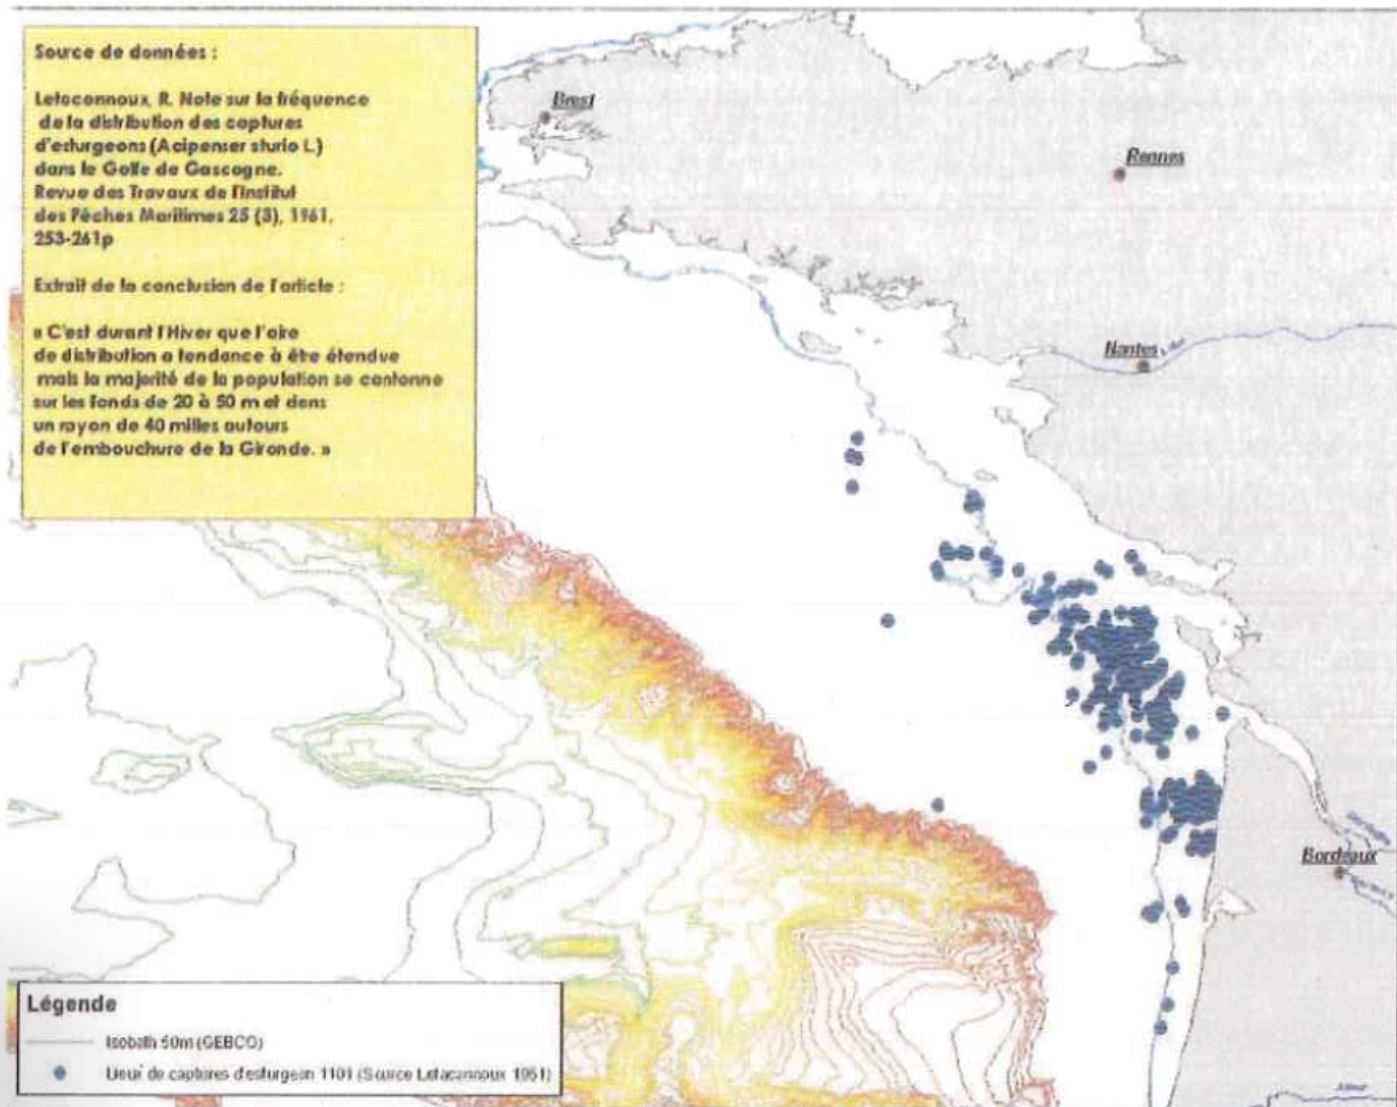 Source de données :
Letaconnoux, R. Note sur la fréquence
de la distribution des captures
d'esturgeons (Acipenser sturio L.)
dans le Golfe de Gascogne.
Revue des Travaux de l'Institut
des Pêches Maritimes 25 (3), 1961,
253-261p
Extrait de la conclusion de l'article :
« C'est durant l'Hiver que l'aire
de distribution a tendance à être étendue
mais la majorité de la population se cantonne
sur les fonds de 20 à 50 m et dans
un rayon de 40 milles autours
de l'embouchure de la Gironde. »
Brest
Rennes
Nantes
Bordeaux
Légende
Isobath 50m (GEBCO)
Lieux de captures d'esturgeon 1101 (Source Letacannoux 1961)